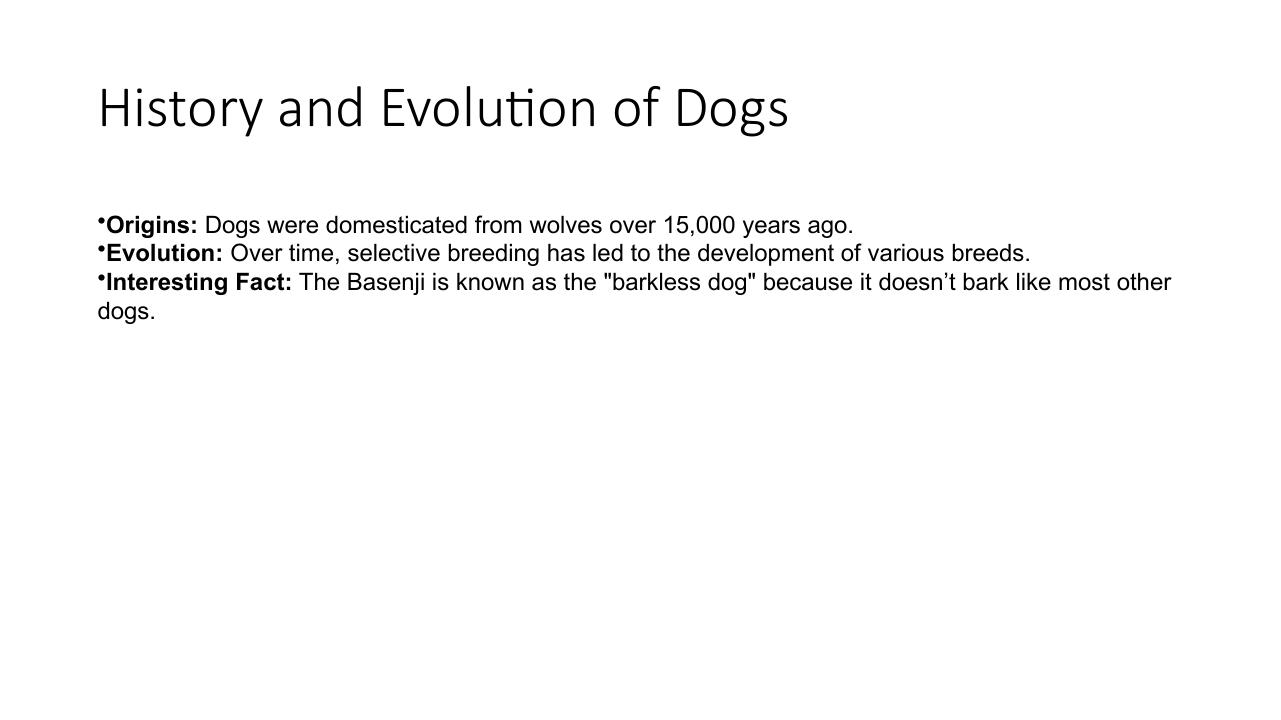 History and Evolution of Dogs
•Origins: Dogs were domesticated from wolves over 15,000 years ago.
•Evolution: Over time, selective breeding has led to the development of various breeds.
•Interesting Fact: The Basenji is known as the "barkless dog" because it doesn’t bark like most other
dogs.